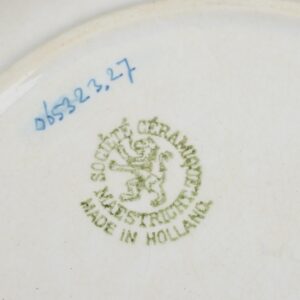 065323.27
SOCIÉTÉ CÉRAMIQUE
MAESTRICHT
MADE IN HOLLAND.